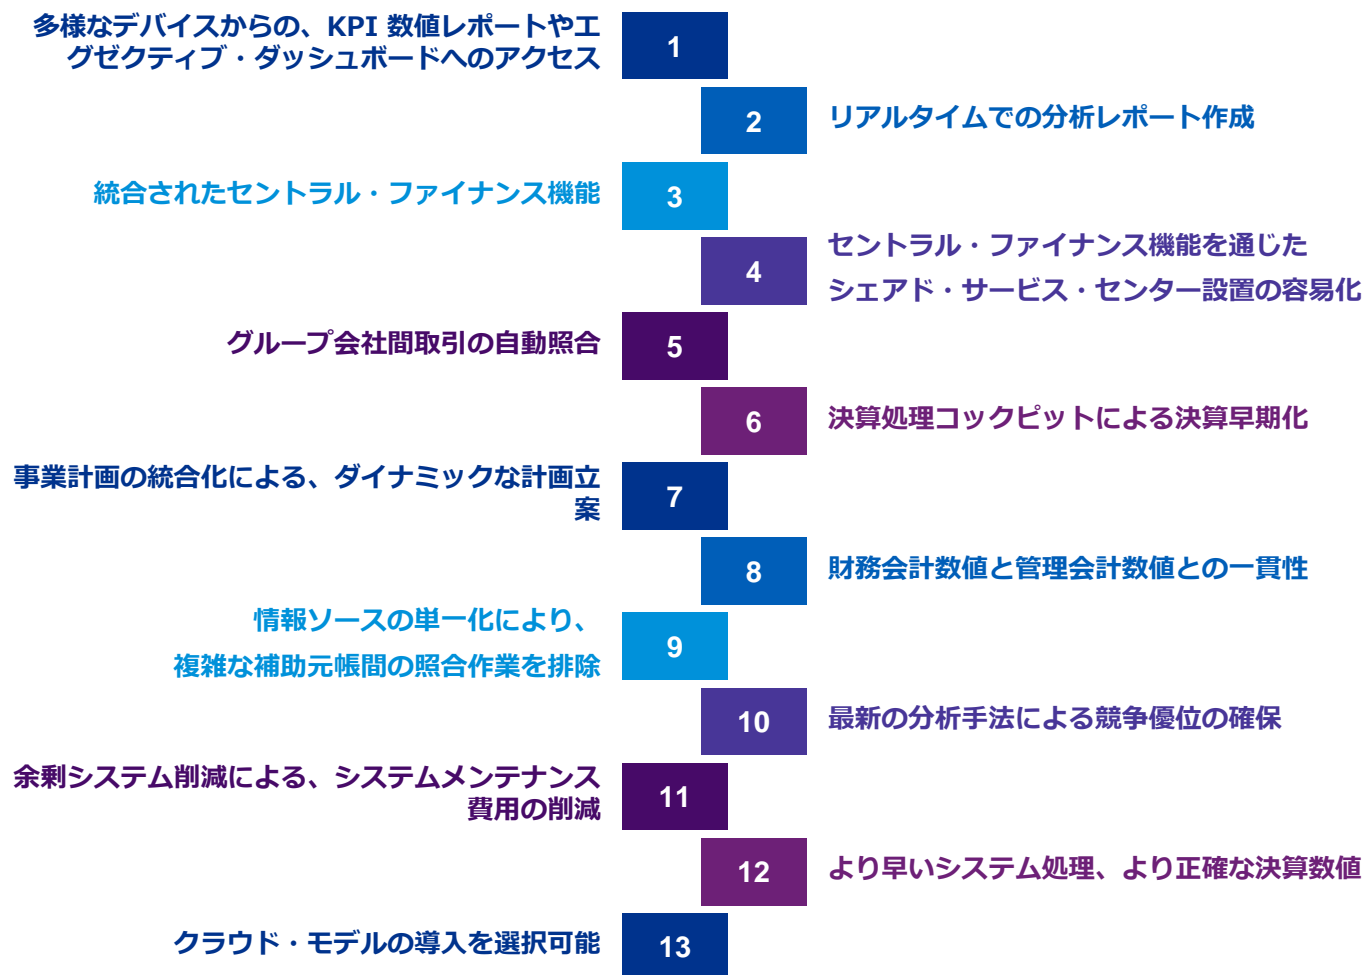 多様なデバイスからの、KPI 数値レポートやエ
グゼクティブ・ダッシュボードへのアクセス
1
2
リアルタイムでの分析レポート作成
統合されたセントラル・ファイナンス機能
3
4
セントラル・ファイナンス機能を通じた
シェアド・サービス・センター設置の容易化
グループ会社間取引の自動照合
5
6
決算処理コックピットによる決算早期化
事業計画の統合化による、ダイナミックな計画立
案
7
8
財務会計数値と管理会計数値との一貫性
情報ソースの単一化により、
複雑な補助元帳間の照合作業を排除
9
10
最新の分析手法による競争優位の確保
余剰システム削減による、システムメンテナンス
費用の削減
11
12
より早いシステム処理、より正確な決算数値
クラウド・モデルの導入を選択可能
13